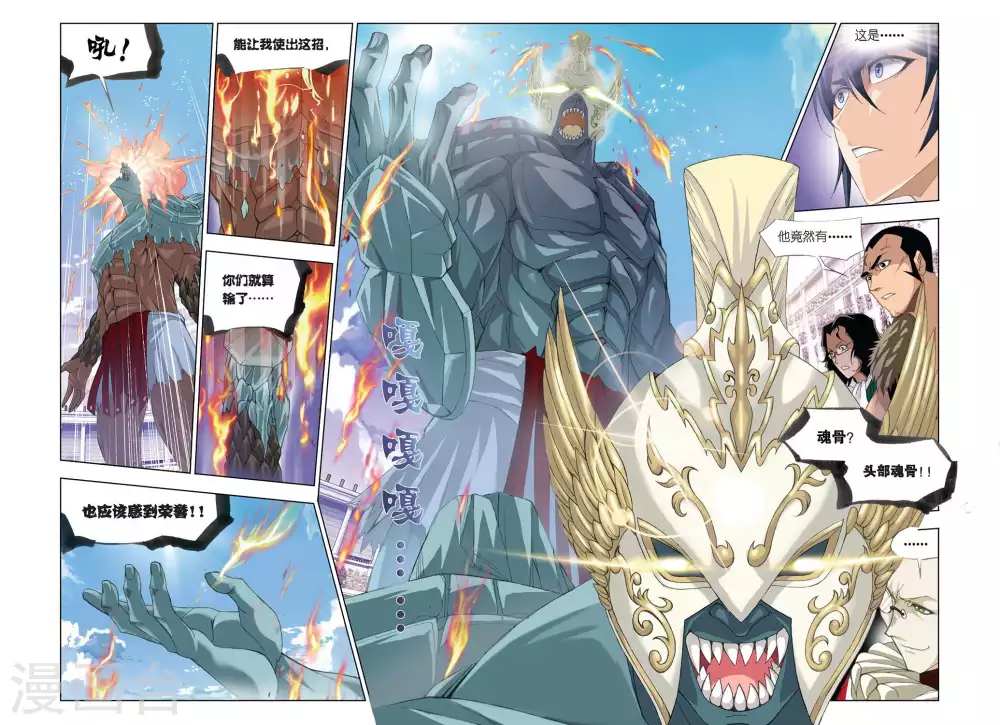 吼！
能让我使出这招，
你们就算
输了……
也应该感到荣誉！！
嘎
嘎
嘎
嘎
……
这是……
他竟然有……
魂骨？
头部魂骨！！
……
漫画台